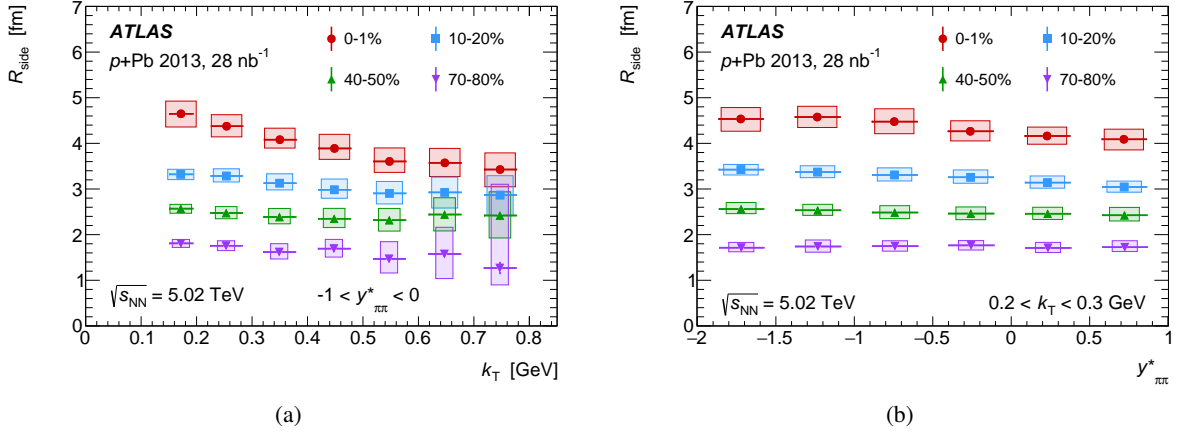 R_side [fm]
7
6
5
4
3
2
1
0
ATLAS
p+Pb 2013, 28 nb⁻¹
0-1%
10-20%
40-50%
70-80%
√s_NN = 5.02 TeV
-1 < y*_ππ < 0
0 0.1 0.2 0.3 0.4 0.5 0.6 0.7 0.8
k_T [GeV]
(a)
R_side [fm]
7
6
5
4
3
2
1
0
ATLAS
p+Pb 2013, 28 nb⁻¹
0-1%
10-20%
40-50%
70-80%
√s_NN = 5.02 TeV
0.2 < k_T < 0.3 GeV
−2 −1.5 −1 −0.5 0 0.5 1
y*_ππ
(b)